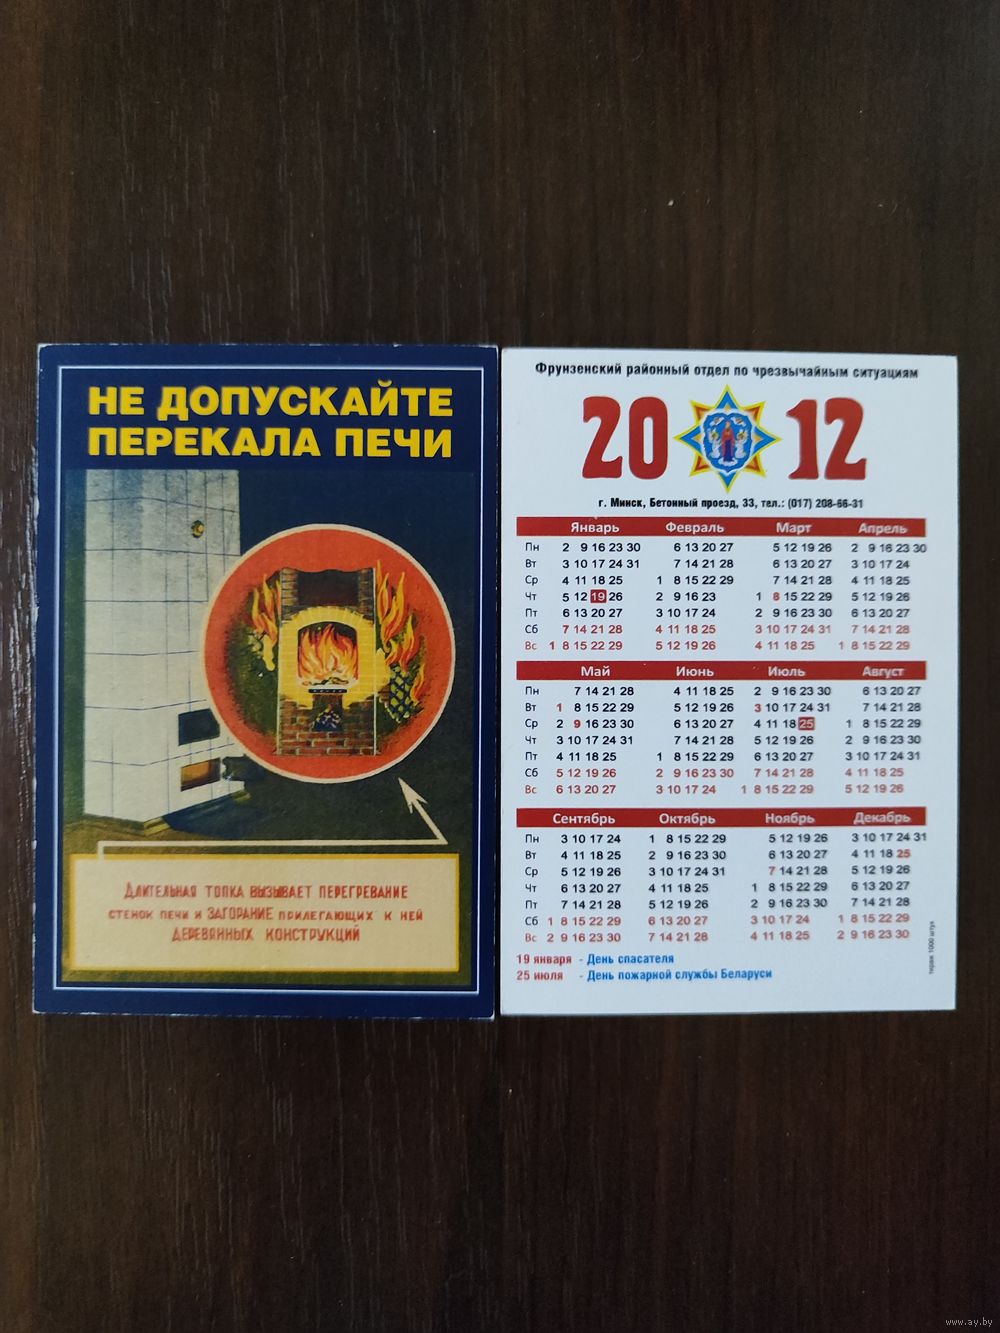 НЕ ДОПУСКАЙТЕ
ПЕРЕКАЛА ПЕЧИ
Длительная топка вызывает перегревание
стенок печи и загорание прилегающих к ней
деревянных конструкций
Фрунзенский районный отдел по чрезвычайным ситуациям
20 12
г. Минск, Бетонный проезд, 33, тел.: (017) 208-66-31
Январь Февраль Март Апрель
Пн 2 9 16 23 30 6 13 20 27 5 12 19 26 2 9 16 23 30
Вт 3 10 17 24 31 7 14 21 28 6 13 20 27 3 10 17 24
Ср 4 11 18 25 1 8 15 22 29 7 14 21 28 4 11 18 25
Чт 5 12 19 26 2 9 16 23 1 8 15 22 29 5 12 19 26
Пт 6 13 20 27 3 10 17 24 2 9 16 23 30 6 13 20 27
Сб 7 14 21 28 4 11 18 25 3 10 17 24 31 7 14 21 28
Вс 1 8 15 22 29 5 12 19 26 4 11 18 25 1 8 15 22 29
Май Июнь Июль Август
Пн 7 14 21 28 4 11 18 25 2 9 16 23 30 6 13 20 27
Вт 1 8 15 22 29 5 12 19 26 3 10 17 24 31 7 14 21 28
Ср 2 9 16 23 30 6 13 20 27 4 11 18 25 1 8 15 22 29
Чт 3 10 17 24 31 7 14 21 28 5 12 19 26 2 9 16 23 30
Пт 4 11 18 25 1 8 15 22 29 6 13 20 27 3 10 17 24 31
Сб 5 12 19 26 2 9 16 23 30 7 14 21 28 4 11 18 25
Вс 6 13 20 27 3 10 17 24 1 8 15 22 29 5 12 19 26
Сентябрь Октябрь Ноябрь Декабрь
Пн 3 10 17 24 1 8 15 22 29 5 12 19 26 3 10 17 24 31
Вт 4 11 18 25 2 9 16 23 30 6 13 20 27 4 11 18 25
Ср 5 12 19 26 3 10 17 24 31 7 14 21 28 5 12 19 26
Чт 6 13 20 27 4 11 18 25 1 8 15 22 29 6 13 20 27
Пт 7 14 21 28 5 12 19 26 2 9 16 23 30 7 14 21 28
Сб 1 8 15 22 29 6 13 20 27 3 10 17 24 1 8 15 22 29
Вс 2 9 16 23 30 7 14 21 28 4 11 18 25 2 9 16 23 30
19 января - День спасателя
25 июля - День пожарной службы Беларуси
тираж 1000 штук
www.ay.by